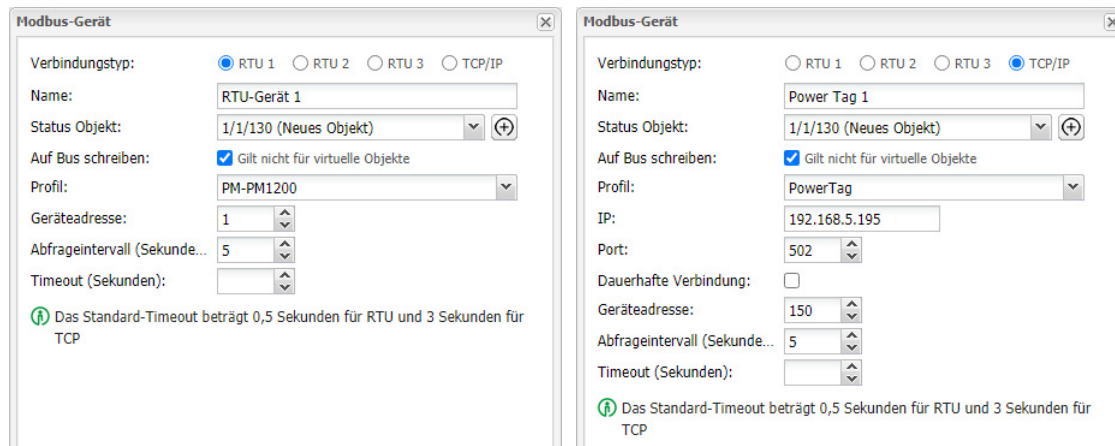 Modbus-Gerät
Verbindungstyp: RTU 1 RTU 2 RTU 3 TCP/IP
Name: RTU-Gerät 1
Status Objekt: 1/1/130 (Neues Objekt)
Auf Bus schreiben: Gilt nicht für virtuelle Objekte
Profil: PM-PM1200
Geräteadresse: 1
Abfrageintervall (Sekunde... 5
Timeout (Sekunden):
Das Standard-Timeout beträgt 0,5 Sekunden für RTU und 3 Sekunden für
TCP
Modbus-Gerät
Verbindungstyp: RTU 1 RTU 2 RTU 3 TCP/IP
Name: Power Tag 1
Status Objekt: 1/1/130 (Neues Objekt)
Auf Bus schreiben: Gilt nicht für virtuelle Objekte
Profil: PowerTag
IP: 192.168.5.195
Port: 502
Dauerhafte Verbindung:
Geräteadresse: 150
Abfrageintervall (Sekunde... 5
Timeout (Sekunden):
Das Standard-Timeout beträgt 0,5 Sekunden für RTU und 3 Sekunden für
TCP